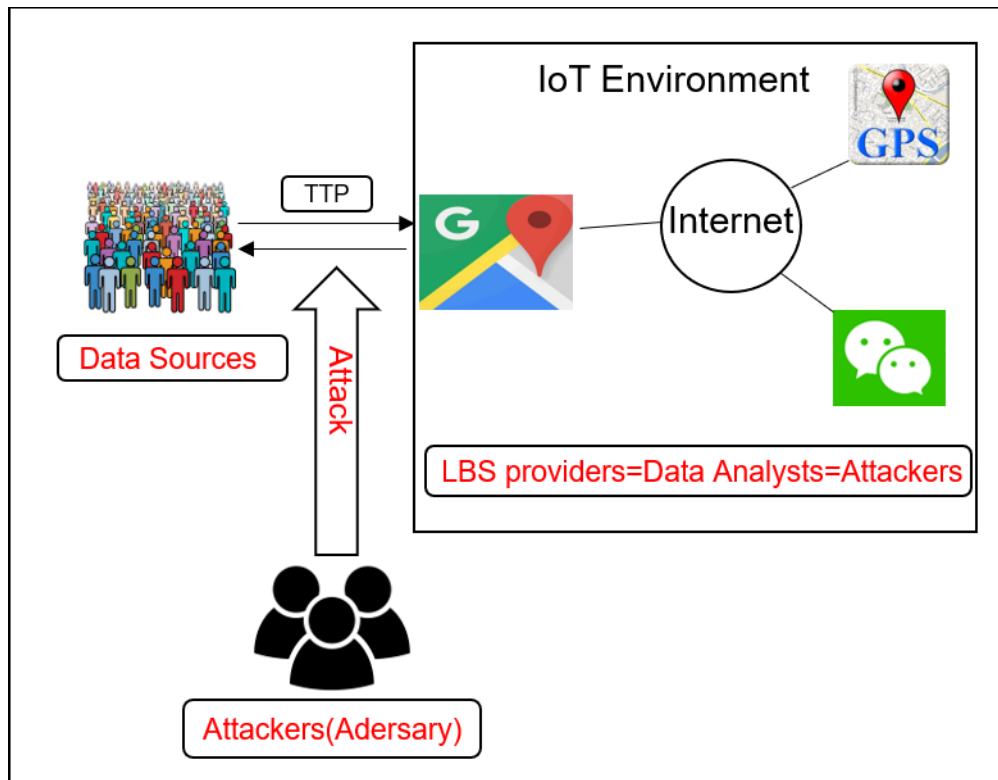 IoT Environment
GPS
TTP
G
Internet
Data Sources
Attack
LBS providers=Data Analysts=Attackers
Attackers(Adersary)